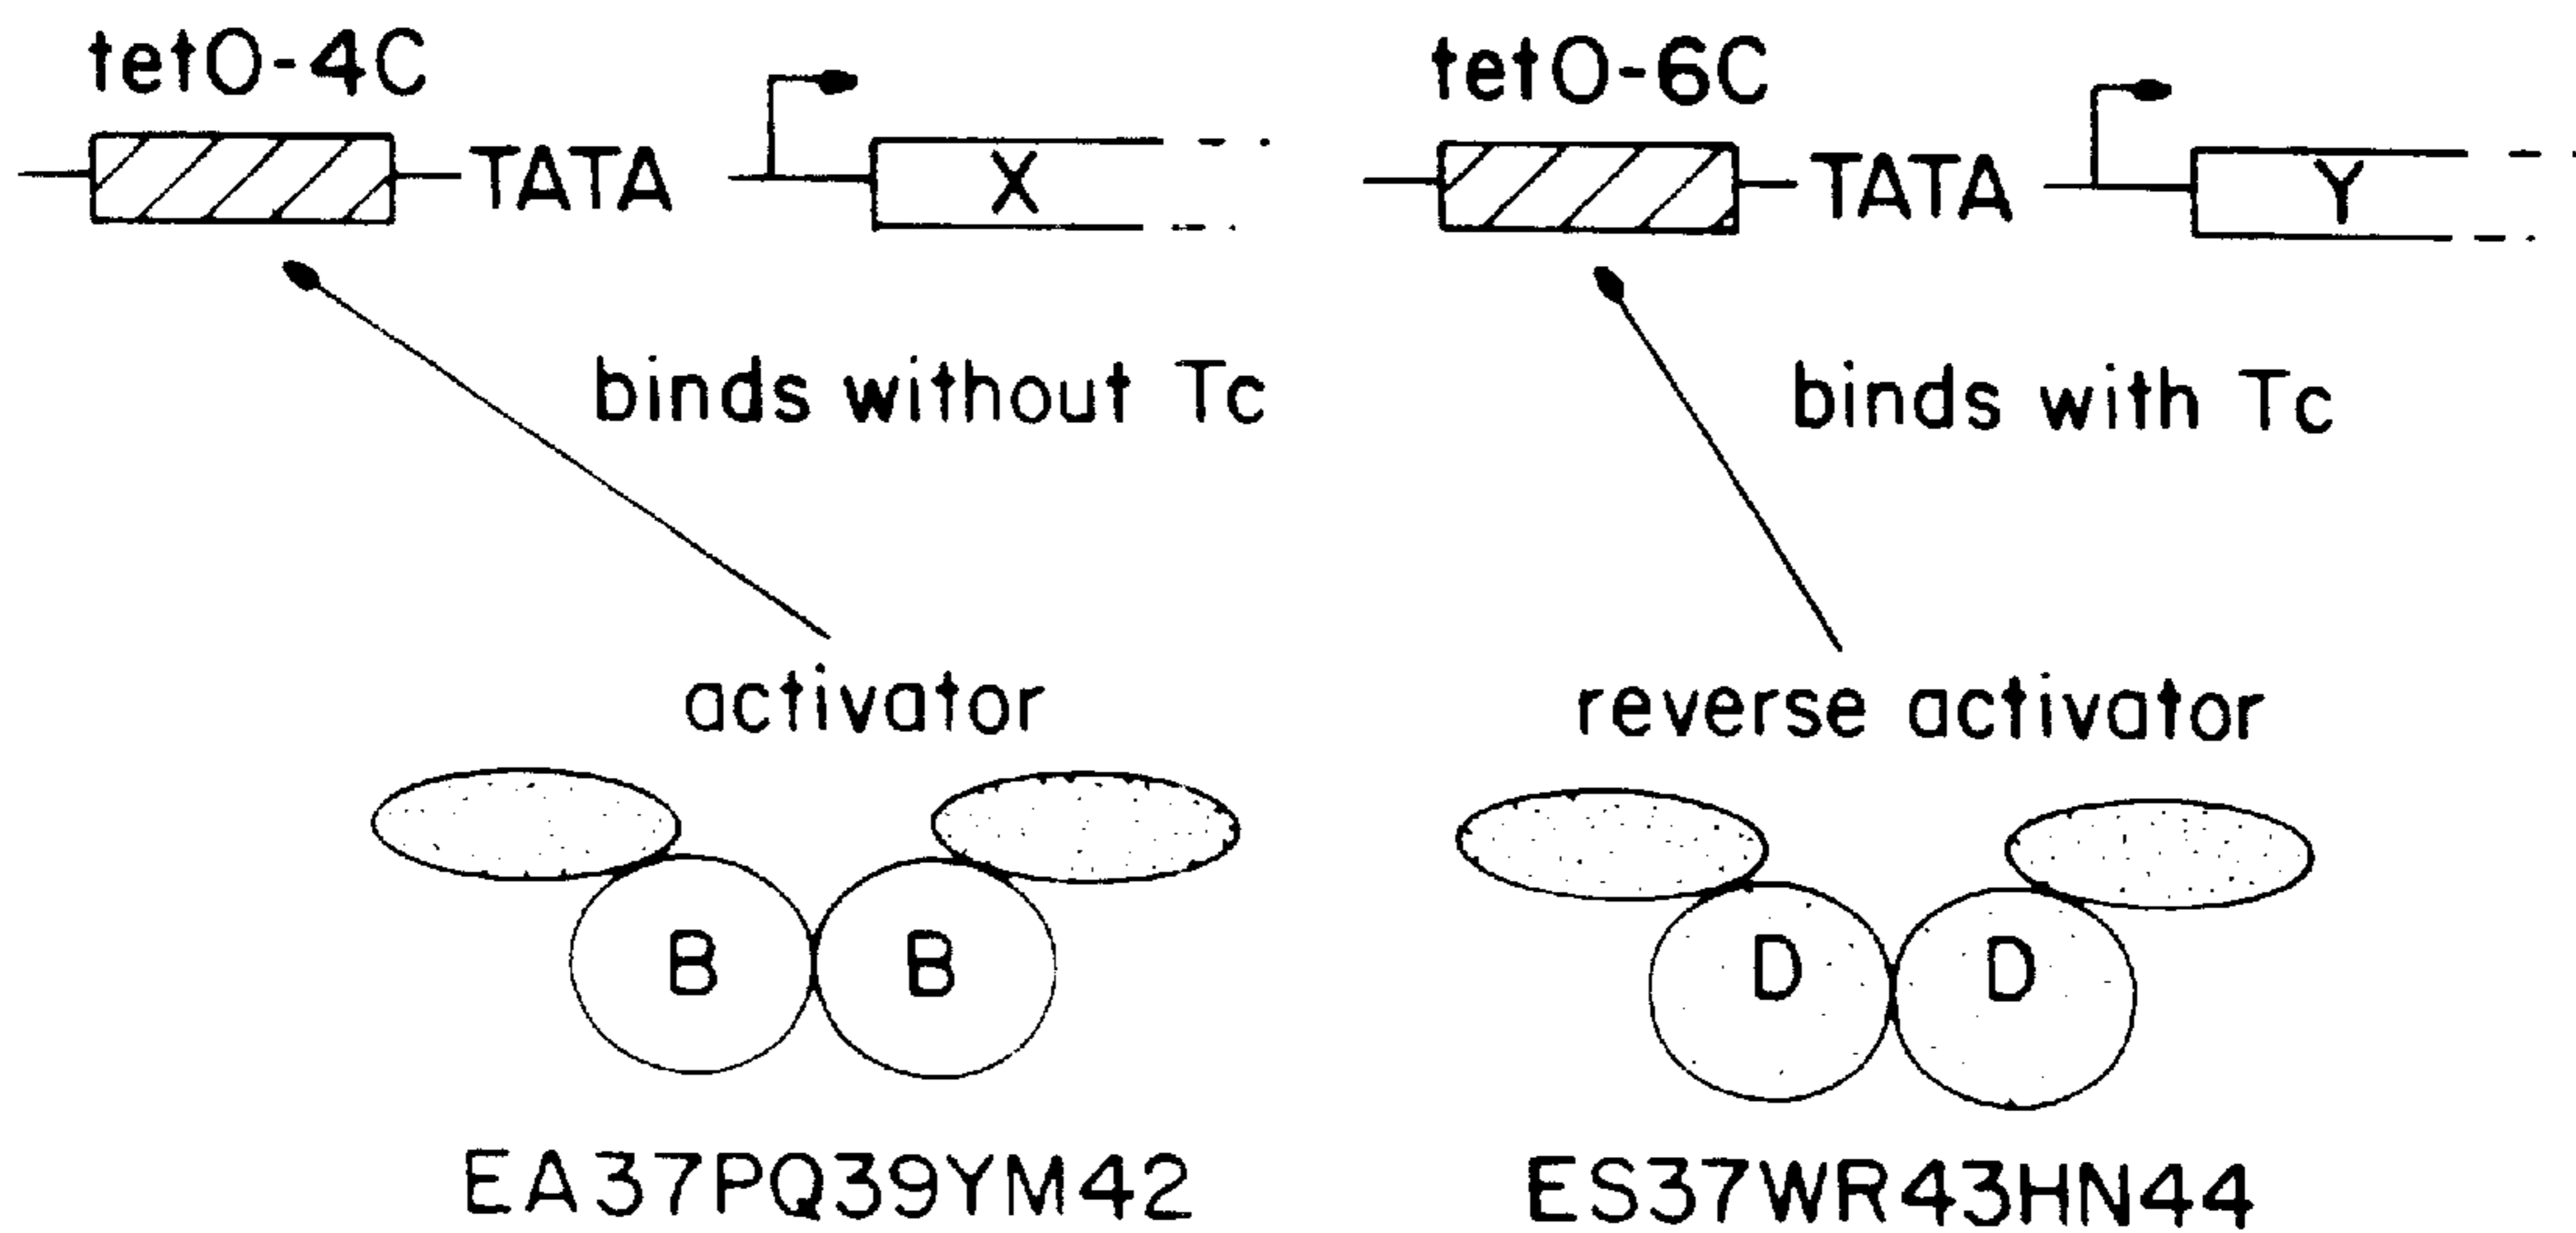 tetO-4C
TATA
X
binds without Tc
activator
B B
EA37PQ39YM42
tetO-6C
TATA
Y
binds with Tc
reverse activator
D D
ES37WR43HN44